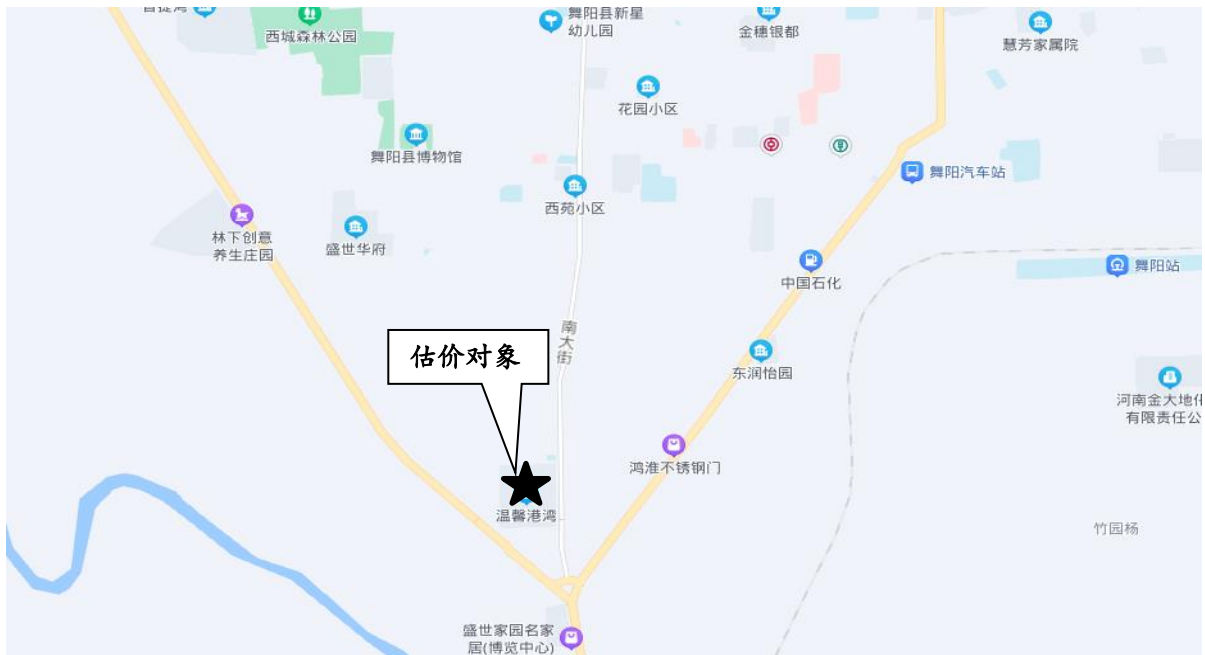 西城森林公园
舞阳县新星
幼儿园
金穗银都
慧芳家属院
花园小区
舞阳县博物馆
舞阳汽车站
西苑小区
林下创意
养生庄园
盛世华府
舞阳站
中国石化
南大街
估价对象
东润怡园
河南金大地化
有限责任公
鸿淮不锈钢门
温馨港湾
竹园杨
盛世家园名家
居(博览中心)